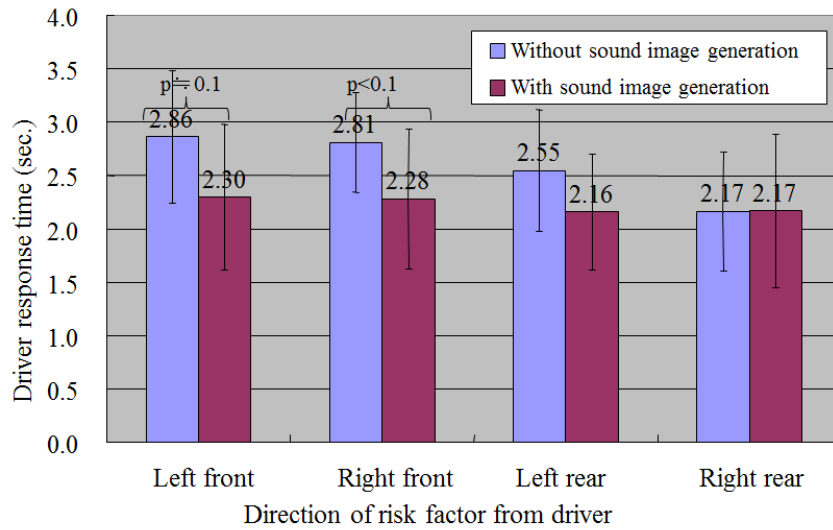 4.0
3.5
3.0
2.5
2.0
1.5
1.0
0.5
0.0
Driver response time (sec.)
Without sound image generation
With sound image generation
p≒0.1
p<0.1
2.86
2.30
2.81
2.28
2.55
2.16
2.17
2.17
Left front
Right front
Left rear
Right rear
Direction of risk factor from driver